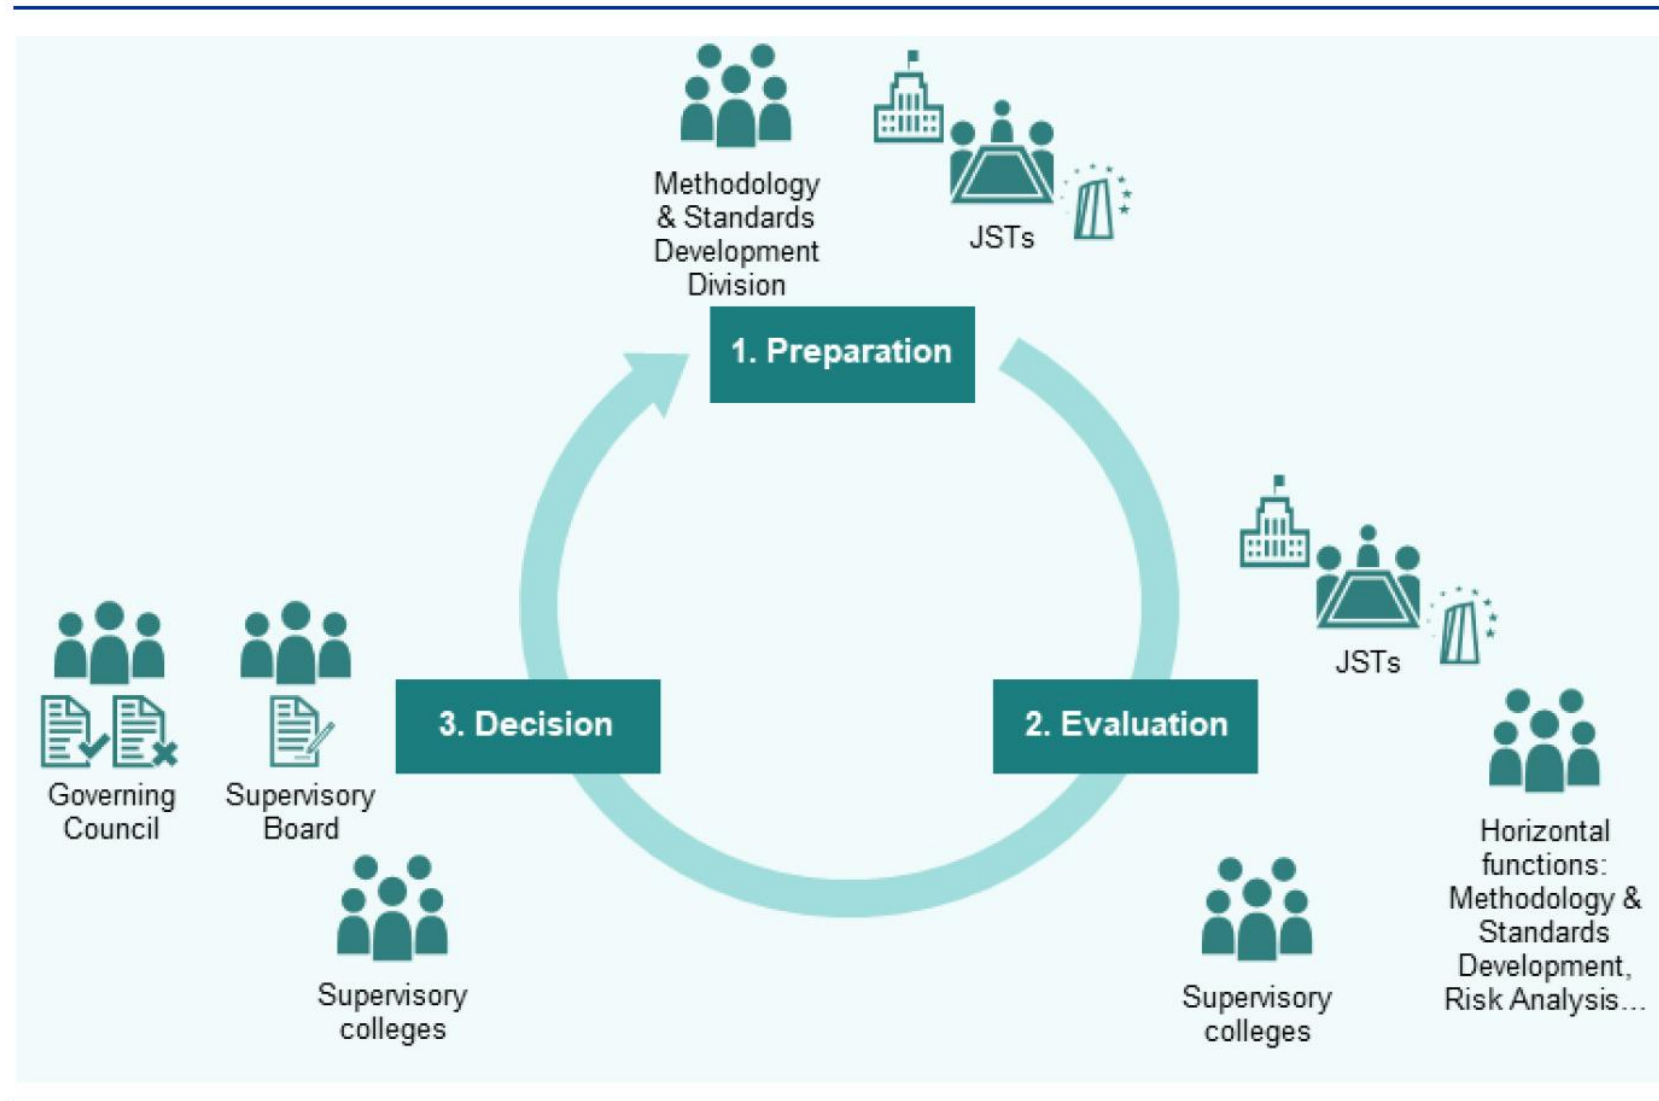 Methodology
& Standards
Development
Division
JSTs
1. Preparation
JSTs
2. Evaluation
Horizontal
functions:
Methodology &
Standards
Development,
Risk Analysis...
Supervisory
colleges
3. Decision
Governing
Council
Supervisory
Board
Supervisory
colleges